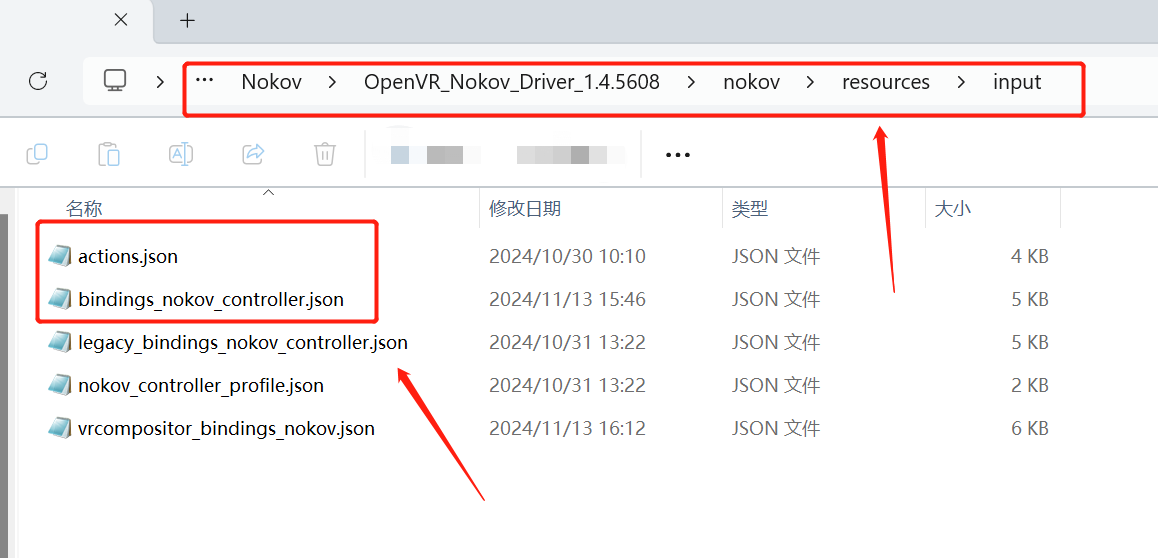 ··· Nokov > OpenVR_Nokov_Driver_1.4.5608 > nokov > resources > input
名称 修改日期 类型 大小
actions.json 2024/10/30 10:10 JSON 文件 4 KB
bindings_nokov_controller.json 2024/11/13 15:46 JSON 文件 5 KB
legacy_bindings_nokov_controller.json 2024/10/31 13:22 JSON 文件 5 KB
nokov_controller_profile.json 2024/10/31 13:22 JSON 文件 2 KB
vrcompositor_bindings_nokov.json 2024/11/13 16:12 JSON 文件 6 KB